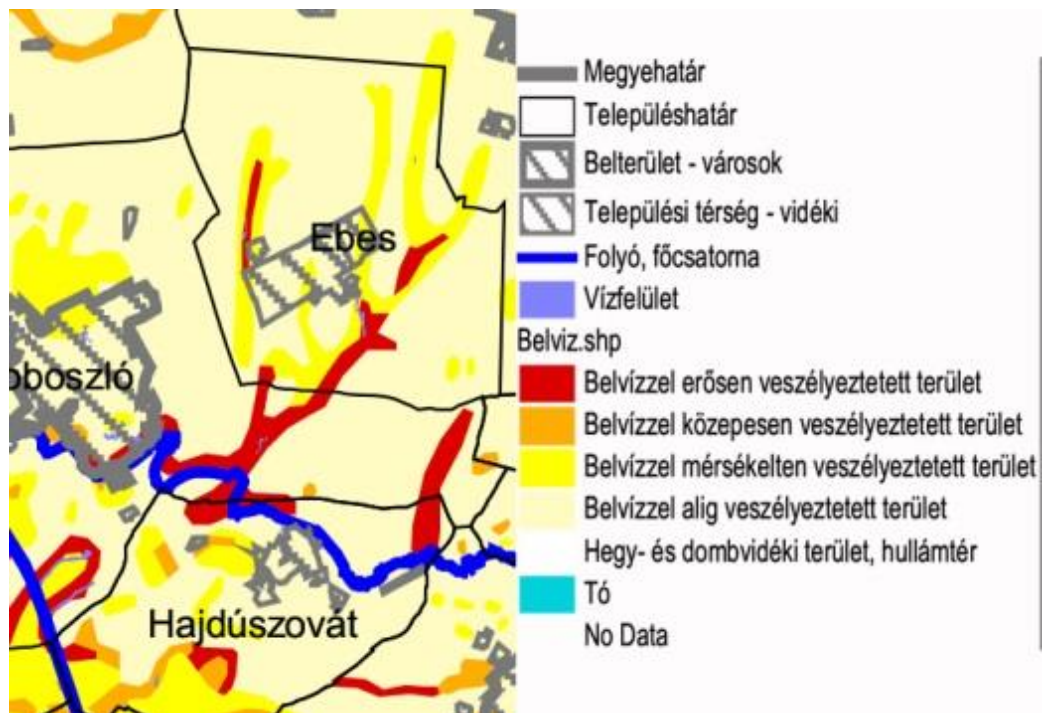 Ebes
oboszló
Hajdúszovát
Megyehatár
Településhatár
Belterület - városok
Települési térség - vidéki
Folyó, főcsatorna
Vízfelület
Belviz.shp
Belvízzel erősen veszélyeztetett terület
Belvízzel közepesen veszélyeztetett terület
Belvízzel mérsékelten veszélyeztetett terület
Belvízzel alig veszélyeztetett terület
Hegy- és dombvidéki terület, hullámtér
Tó
No Data